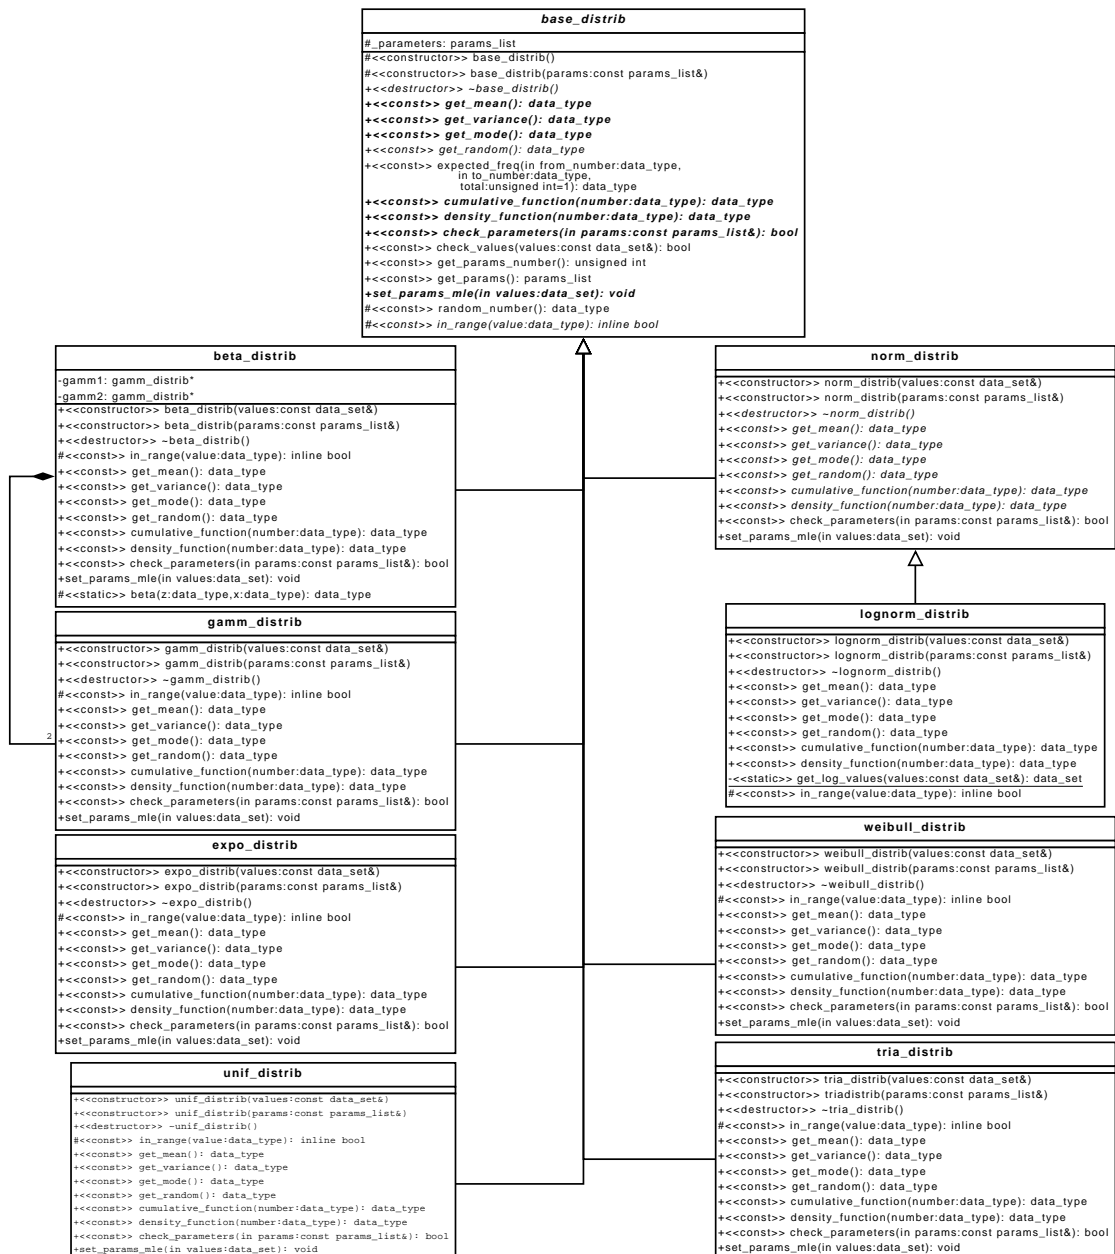 base_distrib
#_parameters: params_list
#<<constructor>> base_distrib()
#<<constructor>> base_distrib(params:const params_list&)
+<<destructor>> ~base_distrib()
+<<const>> get_mean(): data_type
+<<const>> get_variance(): data_type
+<<const>> get_mode(): data_type
+<<const>> get_random(): data_type
+<<const>> expected_freq(in from_number:data_type,
in to_number:data_type,
total:unsigned int=1): data_type
+<<const>> cumulative_function(number:data_type): data_type
+<<const>> density_function(number:data_type): data_type
+<<const>> check_parameters(in params:const params_list&): bool
+<<const>> check_values(values:const data_set&): bool
+<<const>> get_params_number(): unsigned int
+<<const>> get_params(): params_list
+set_params_mle(in values:data_set): void
#<<const>> random_number(): data_type
#<<const>> in_range(value:data_type): inline bool
beta_distrib
-gamm1: gamm_distrib*
-gamm2: gamm_distrib*
+<<constructor>> beta_distrib(values:const data_set&)
+<<constructor>> beta_distrib(params:const params_list&)
+<<destructor>> ~beta_distrib()
#<<const>> in_range(value:data_type): inline bool
+<<const>> get_mean(): data_type
+<<const>> get_variance(): data_type
+<<const>> get_mode(): data_type
+<<const>> get_random(): data_type
+<<const>> cumulative_function(number:data_type): data_type
+<<const>> density_function(number:data_type): data_type
+<<const>> check_parameters(in params:const params_list&): bool
+set_params_mle(in values:data_set): void
#<<static>> beta(z:data_type,x:data_type): data_type
norm_distrib
+<<constructor>> norm_distrib(values:const data_set&)
+<<constructor>> norm_distrib(params:const params_list&)
+<<destructor>> ~norm_distrib()
+<<const>> get_mean(): data_type
+<<const>> get_variance(): data_type
+<<const>> get_mode(): data_type
+<<const>> get_random(): data_type
+<<const>> cumulative_function(number:data_type): data_type
+<<const>> density_function(number:data_type): data_type
+<<const>> check_parameters(in params:const params_list&): bool
+set_params_mle(in values:data_set): void
gamm_distrib
+<<constructor>> gamm_distrib(values:const data_set&)
+<<constructor>> gamm_distrib(params:const params_list&)
+<<destructor>> ~gamm_distrib()
#<<const>> in_range(value:data_type): inline bool
+<<const>> get_mean(): data_type
+<<const>> get_variance(): data_type
+<<const>> get_mode(): data_type
+<<const>> get_random(): data_type
+<<const>> cumulative_function(number:data_type): data_type
+<<const>> density_function(number:data_type): data_type
+<<const>> check_parameters(in params:const params_list&): bool
+set_params_mle(in values:data_set): void
2
lognorm_distrib
+<<constructor>> lognorm_distrib(values:const data_set&)
+<<constructor>> lognorm_distrib(params:const params_list&)
+<<destructor>> ~lognorm_distrib()
+<<const>> get_mean(): data_type
+<<const>> get_variance(): data_type
+<<const>> get_mode(): data_type
+<<const>> get_random(): data_type
+<<const>> cumulative_function(number:data_type): data_type
+<<const>> density_function(number:data_type): data_type
-<<static>> get_log_values(values:const data_set&): data_set
#<<const>> in_range(value:data_type): inline bool
expo_distrib
+<<constructor>> expo_distrib(values:const data_set&)
+<<constructor>> expo_distrib(params:const params_list&)
+<<destructor>> ~expo_distrib()
#<<const>> in_range(value:data_type): inline bool
+<<const>> get_mean(): data_type
+<<const>> get_variance(): data_type
+<<const>> get_mode(): data_type
+<<const>> get_random(): data_type
+<<const>> cumulative_function(number:data_type): data_type
+<<const>> density_function(number:data_type): data_type
+<<const>> check_parameters(in params:const params_list&): bool
+set_params_mle(in values:data_set): void
weibull_distrib
+<<constructor>> weibull_distrib(values:const data_set&)
+<<constructor>> weibull_distrib(params:const params_list&)
+<<destructor>> ~weibull_distrib()
#<<const>> in_range(value:data_type): inline bool
+<<const>> get_mean(): data_type
+<<const>> get_variance(): data_type
+<<const>> get_mode(): data_type
+<<const>> get_random(): data_type
+<<const>> cumulative_function(number:data_type): data_type
+<<const>> density_function(number:data_type): data_type
+<<const>> check_parameters(in params:const params_list&): bool
+set_params_mle(in values:data_set): void
unif_distrib
+<<constructor>> unif_distrib(values:const data_set&)
+<<constructor>> unif_distrib(params:const params_list&)
+<<destructor>> ~unif_distrib()
#<<const>> in_range(value:data_type): inline bool
+<<const>> get_mean(): data_type
+<<const>> get_variance(): data_type
+<<const>> get_mode(): data_type
+<<const>> get_random(): data_type
+<<const>> cumulative_function(number:data_type): data_type
+<<const>> density_function(number:data_type): data_type
+<<const>> check_parameters(in params:const params_list&): bool
+set_params_mle(in values:data_set): void
tria_distrib
+<<constructor>> tria_distrib(values:const data_set&)
+<<constructor>> triadistrib(params:const params_list&)
+<<destructor>> ~tria_distrib()
#<<const>> in_range(value:data_type): inline bool
+<<const>> get_mean(): data_type
+<<const>> get_variance(): data_type
+<<const>> get_mode(): data_type
+<<const>> get_random(): data_type
+<<const>> cumulative_function(number:data_type): data_type
+<<const>> density_function(number:data_type): data_type
+<<const>> check_parameters(in params:const params_list&): bool
+set_params_mle(in values:data_set): void